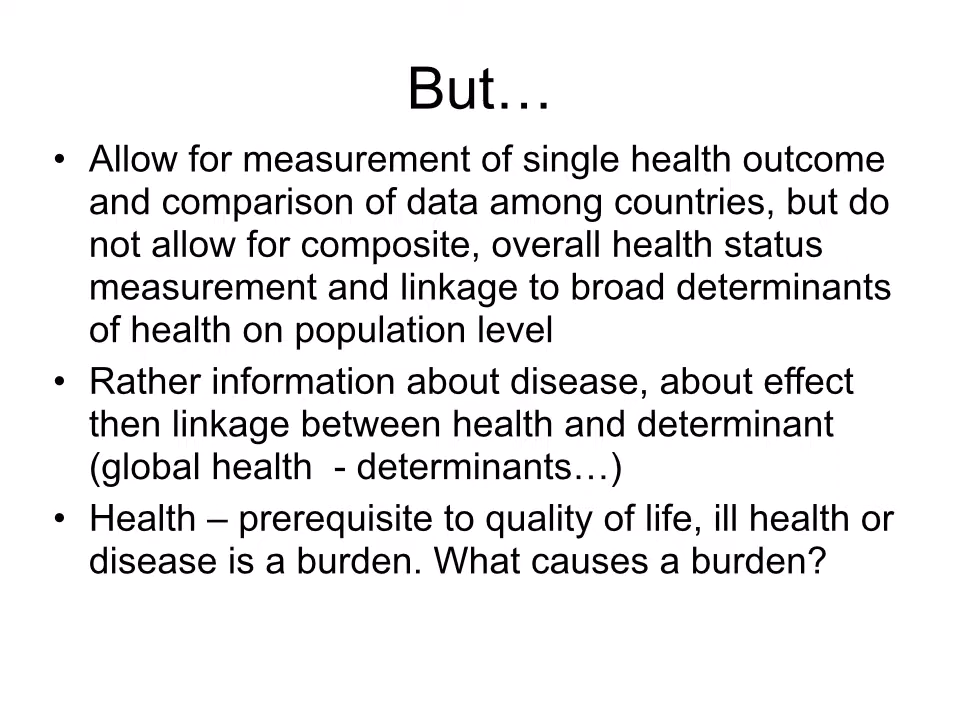 But…
• Allow for measurement of single health outcome
and comparison of data among countries, but do
not allow for composite, overall health status
measurement and linkage to broad determinants
of health on population level
• Rather information about disease, about effect
then linkage between health and determinant
(global health  - determinants…)
• Health – prerequisite to quality of life, ill health or
disease is a burden. What causes a burden?